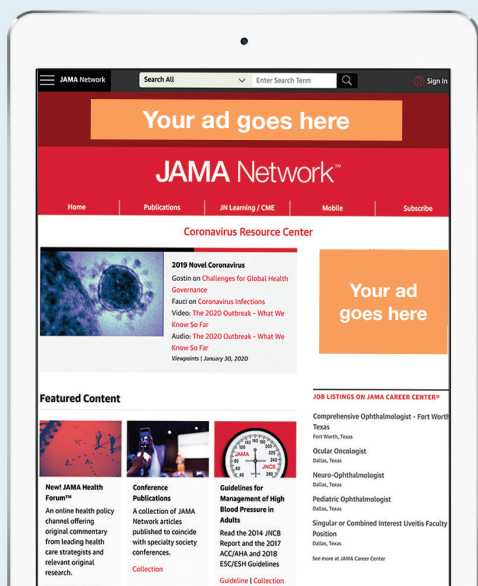 JAMA Network
Search All
Enter Search Term
Sign In
Your ad goes here
JAMA Network™
Home
Publications
JN Learning / CME
Mobile
Subscribe
Coronavirus Resource Center
2019 Novel Coronavirus
Gostin on Challenges for Global Health
Governance
Fauci on Coronavirus Infections
Video: The 2020 Outbreak - What We
Know So Far
Audio: The 2020 Outbreak - What We
Know So Far
Viewpoints | January 30, 2020
Your ad
goes here
Featured Content
New! JAMA Health
Forum™
An online health policy
channel offering
original commentary
from leading health
care strategists and
relevant original
research.
Conference
Publications
A collection of JAMA
Network articles
published to coincide
with specialty society
conferences.
Collection
JAMA
JNC8
Guidelines for
Management of High
Blood Pressure in
Adults
Read the 2014 JNC8
Report and the 2017
ACC/AHA and 2018
ESC/ESH Guidelines
Guideline | Collection
JOB LISTINGS ON JAMA CAREER CENTER®
Comprehensive Ophthalmologist - Fort Worth
Texas
Fort Worth, Texas
Ocular Oncologist
Dallas, Texas
Neuro-Ophthalmologist
Dallas, Texas
Pediatric Ophthalmologist
Dallas, Texas
Singular or Combined Interest Uveitis Faculty
Position
Dallas, Texas
See more at JAMA Career Center